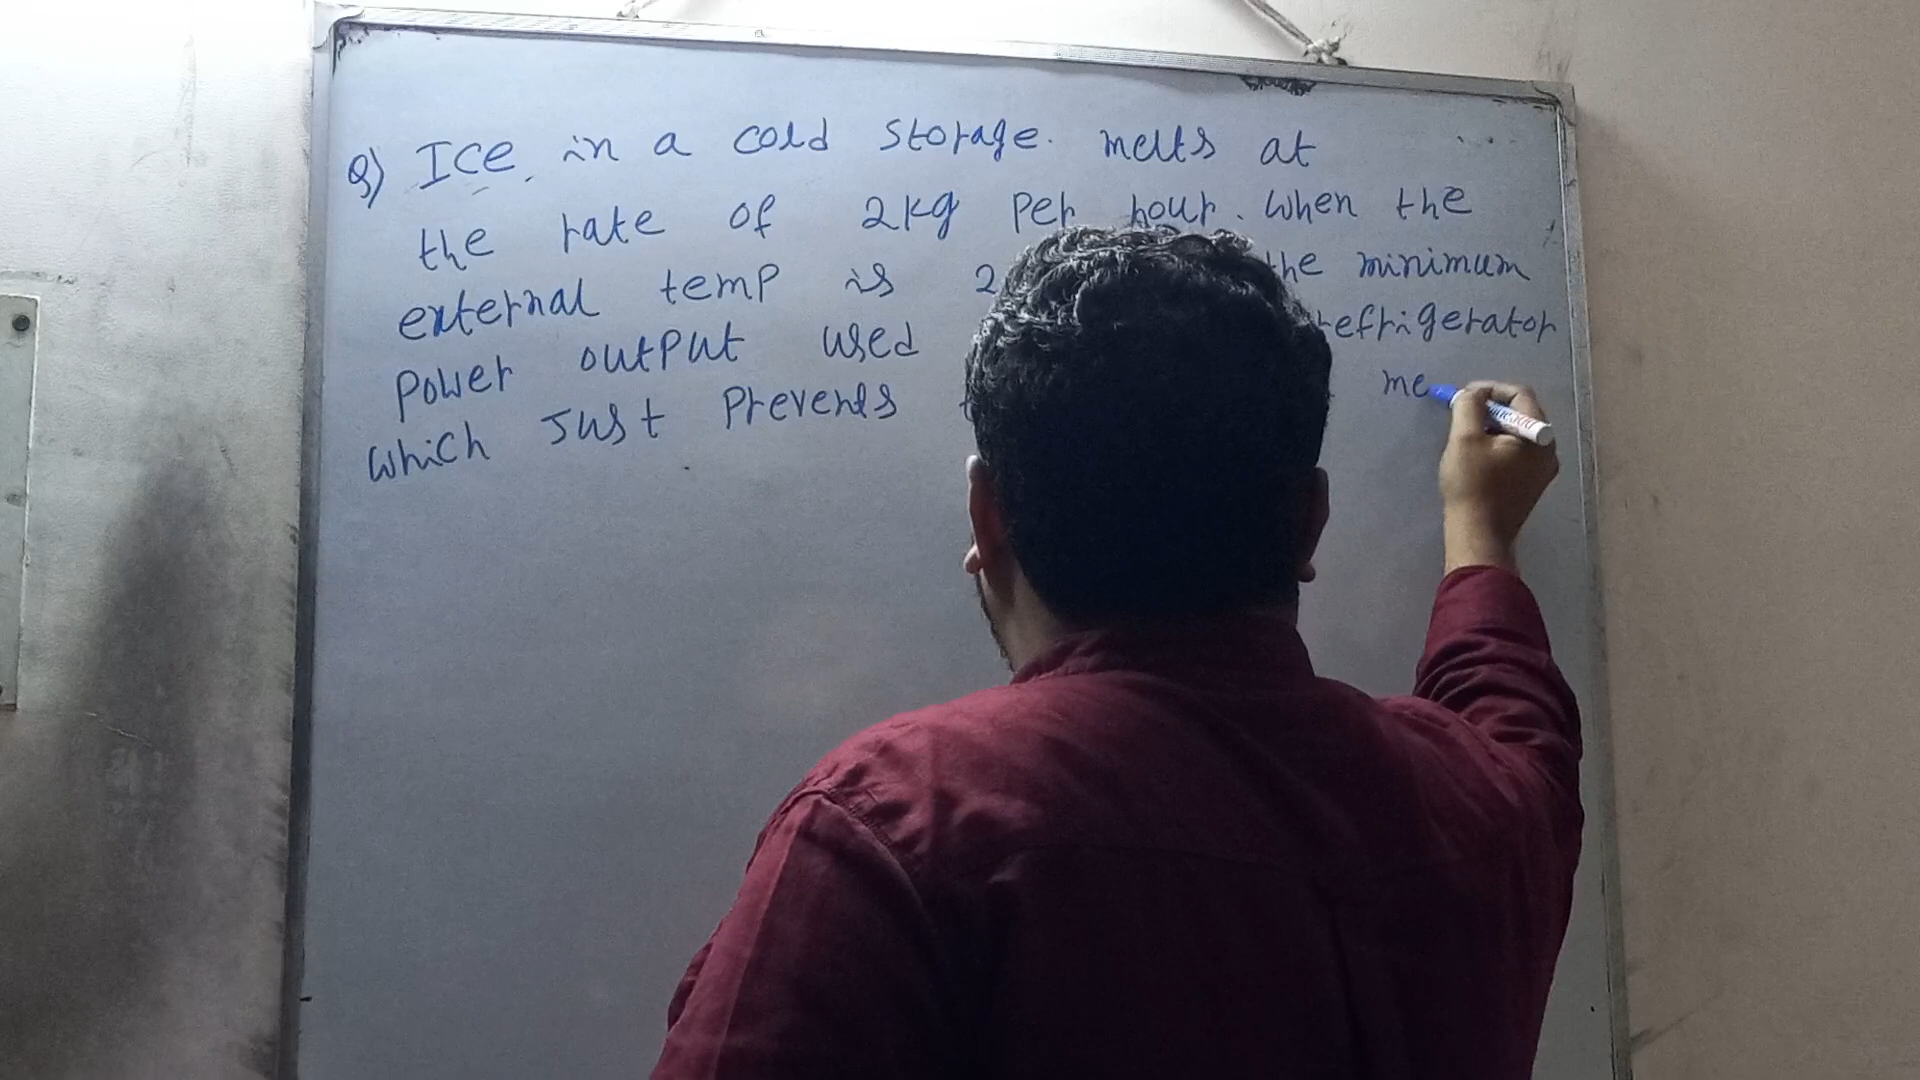 Q) ICE in a cold storage. melts at
the rate of 2kg per hour. when the
external temp is 2 the minimum
power output used refrigerator
which Just prevents me